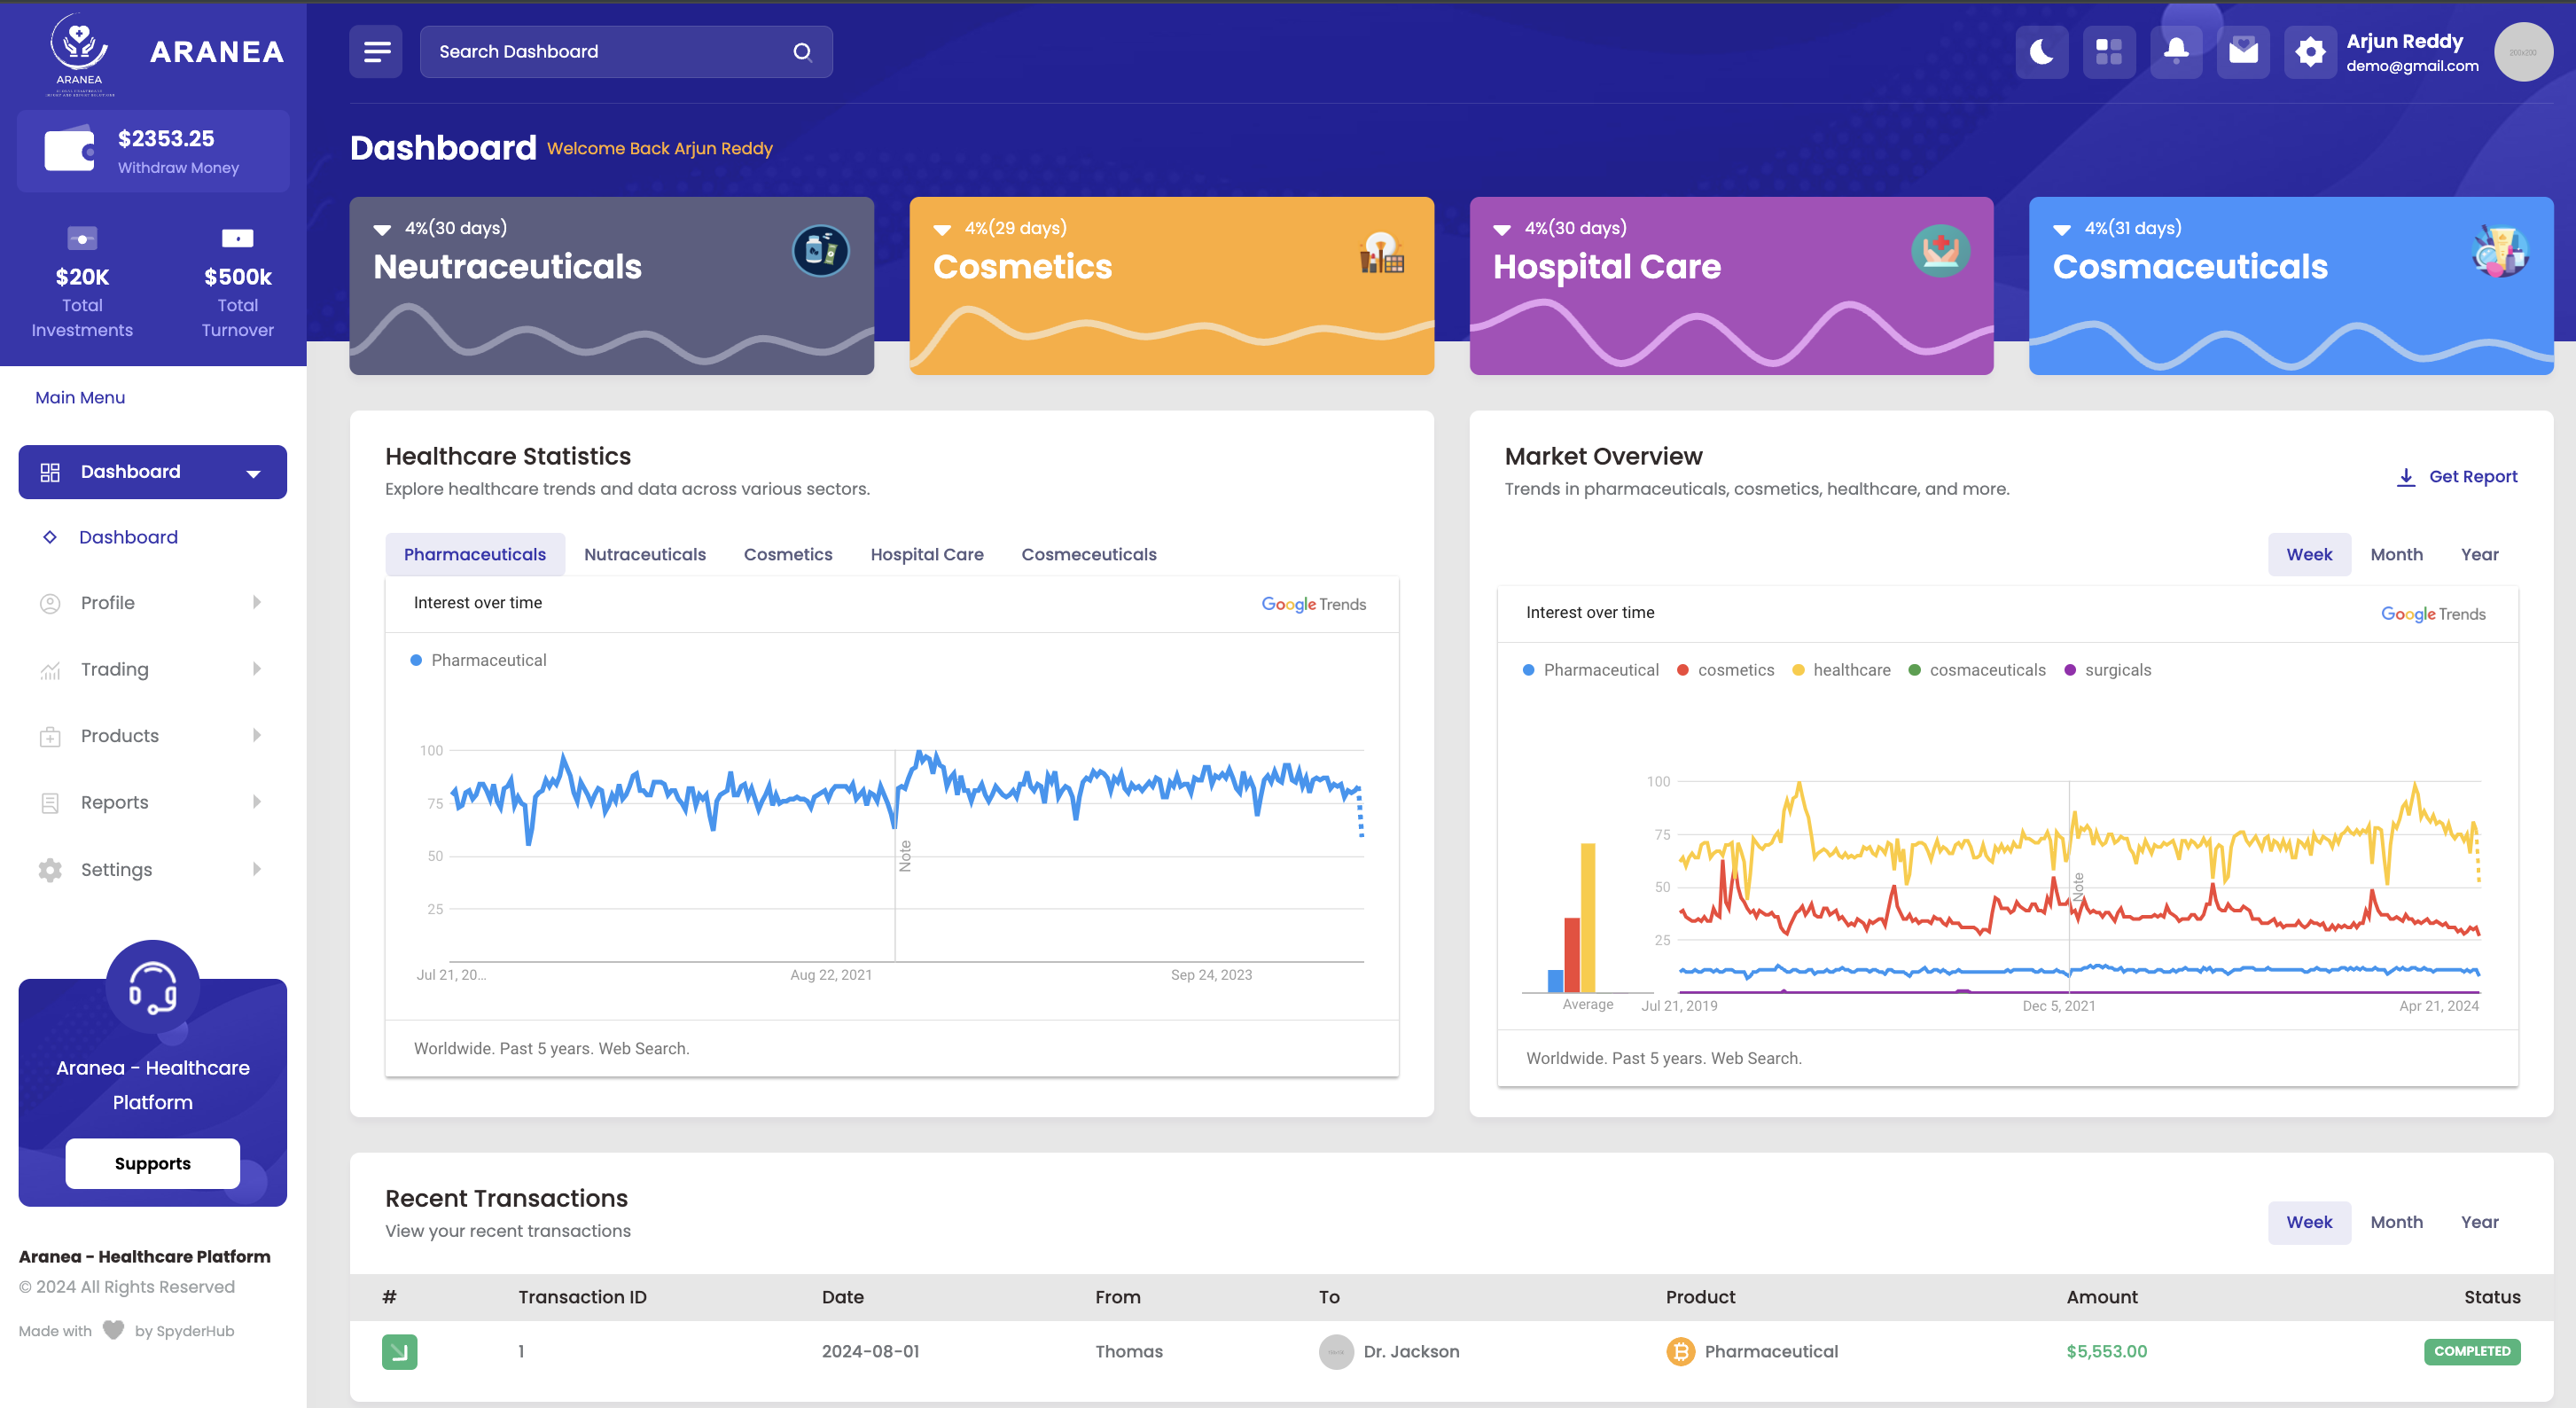 ARANEA
ARANEA
$2353.25
Withdraw Money
$20K
Total
Investments
$500k
Total
Turnover
Main Menu
Dashboard
Dashboard
Profile
Trading
Products
Reports
Settings
Aranea - Healthcare
Platform
Supports
Aranea - Healthcare Platform
© 2024 All Rights Reserved
Made with by SpyderHub
Search Dashboard
Arjun Reddy
demo@gmail.com
200x200
Dashboard Welcome Back Arjun Reddy
4%(30 days)
Neutraceuticals
4%(29 days)
Cosmetics
4%(30 days)
Hospital Care
4%(31 days)
Cosmaceuticals
Healthcare Statistics
Explore healthcare trends and data across various sectors.
Pharmaceuticals Nutraceuticals Cosmetics Hospital Care Cosmeceuticals
Interest over time Google Trends
Pharmaceutical
100
75
50
25
Note
Jul 21, 20... Aug 22, 2021 Sep 24, 2023
Worldwide. Past 5 years. Web Search.
Market Overview
Trends in pharmaceuticals, cosmetics, healthcare, and more.
Get Report
Week Month Year
Interest over time Google Trends
Pharmaceutical cosmetics healthcare cosmaceuticals surgicals
100
75
50
25
Note
Average Jul 21, 2019 Dec 5, 2021 Apr 21, 2024
Worldwide. Past 5 years. Web Search.
Recent Transactions
View your recent transactions
Week Month Year
# Transaction ID Date From To Product Amount Status
1 2024-08-01 Thomas Dr. Jackson Pharmaceutical $5,553.00 COMPLETED